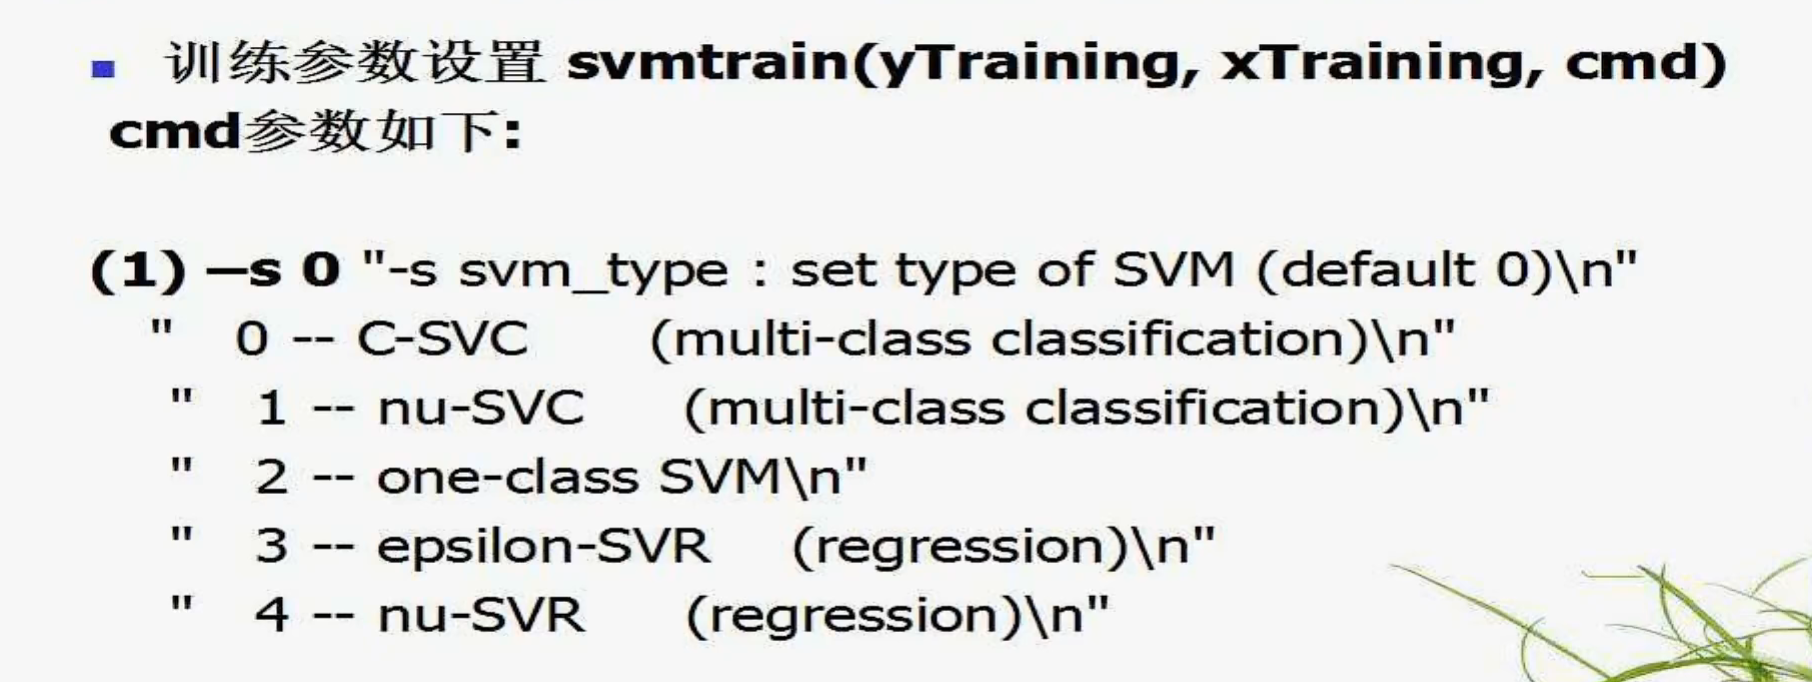 训练参数设置 svmtrain(yTraining, xTraining, cmd)
cmd参数如下:
(1) –s 0 "-s svm_type : set type of SVM (default 0)\n"
" 0 -- C-SVC (multi-class classification)\n"
" 1 -- nu-SVC (multi-class classification)\n"
" 2 -- one-class SVM\n"
" 3 -- epsilon-SVR (regression)\n"
" 4 -- nu-SVR (regression)\n"